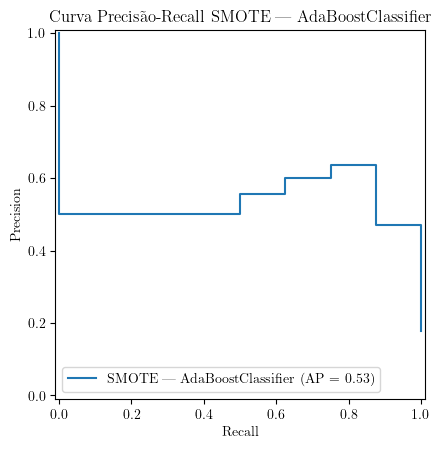 Curva Precisão-Recall SMOTE — AdaBoostClassifier
1.0
0.8
0.6
0.4
0.2
0.0
Precision
SMOTE — AdaBoostClassifier (AP = 0.53)
0.0 0.2 0.4 0.6 0.8 1.0
Recall